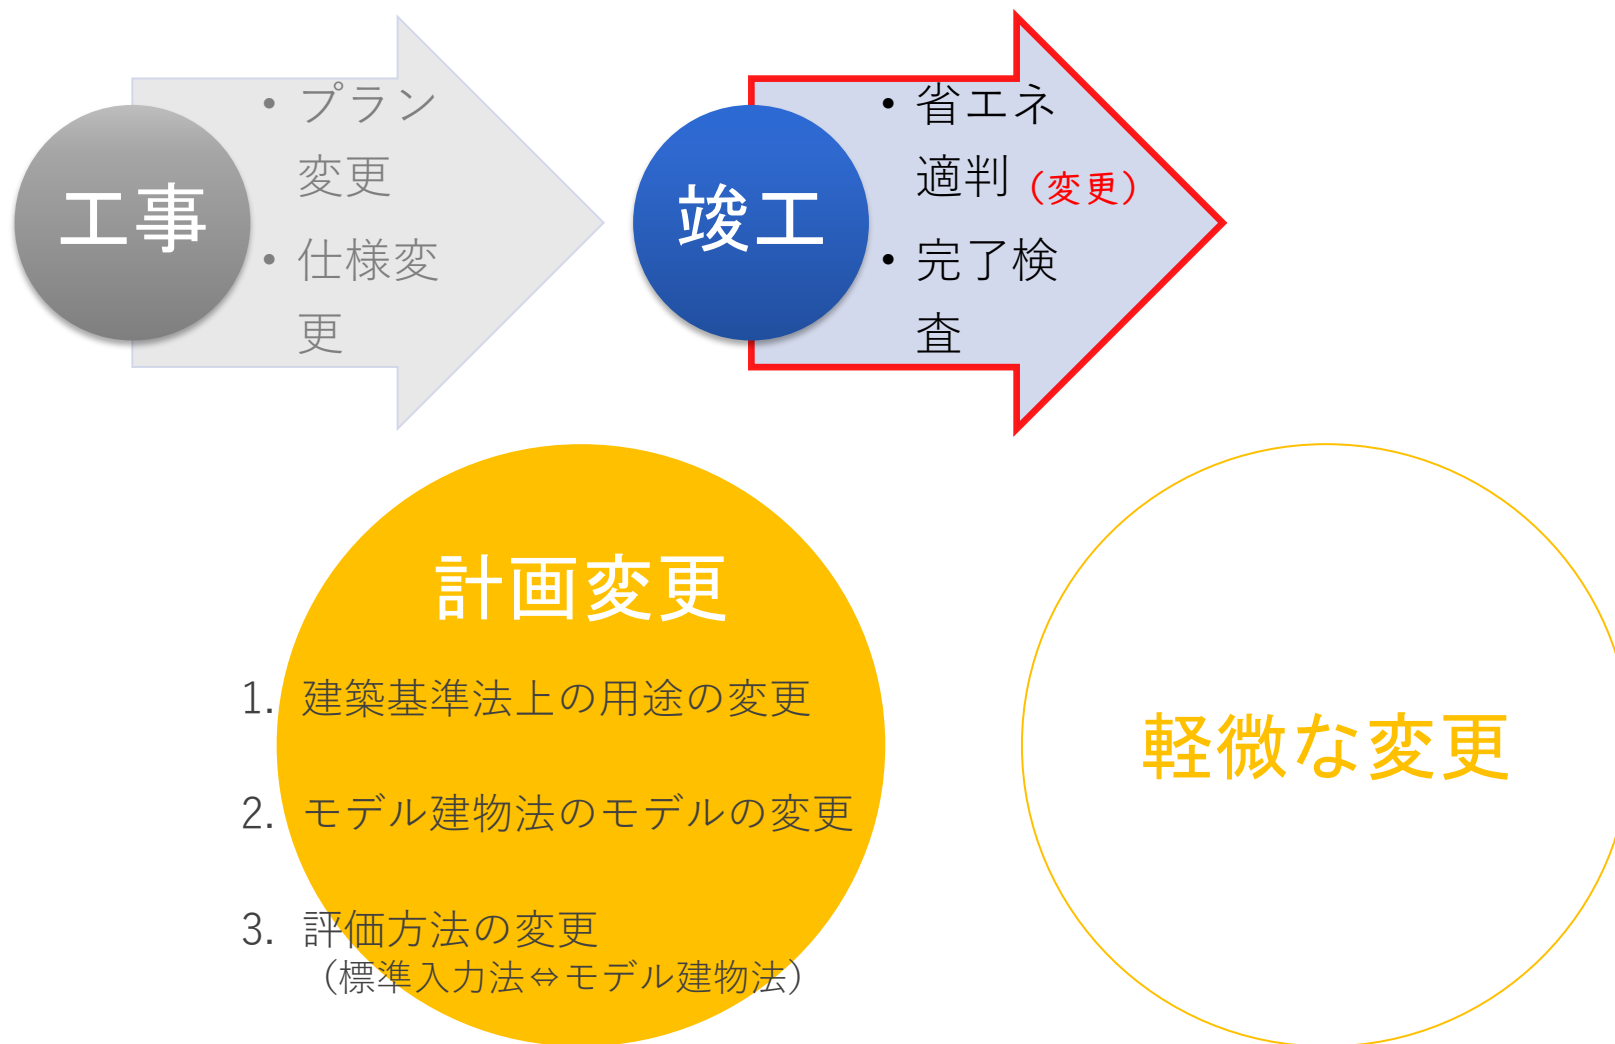 工事
・プラン
変更
・仕様変
更
竣工
・省エネ
適判（変更）
・完了検
査
計画変更
1. 建築基準法上の用途の変更
2. モデル建物法のモデルの変更
3. 評価方法の変更
（標準入力法⇔モデル建物法）
軽微な変更